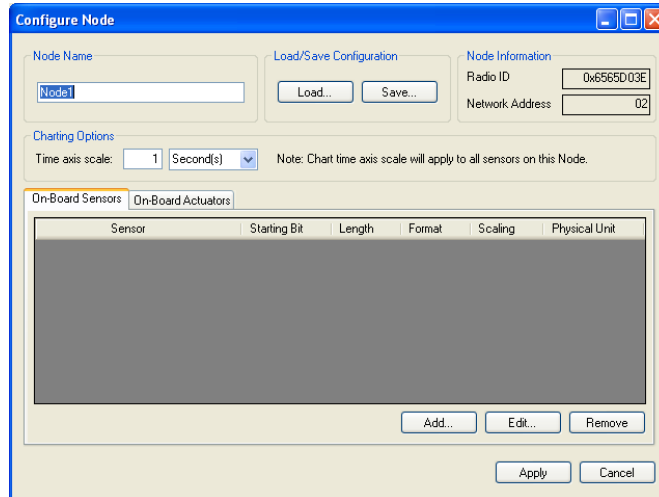 Configure Node
Node Name
Node1
Load/Save Configuration
Load...
Save...
Node Information
Radio ID
0x6565D03E
Network Address
02
Charting Options
Time axis scale:
1
Second(s)
Note: Chart time axis scale will apply to all sensors on this Node.
On-Board Sensors
On-Board Actuators
Sensor
Starting Bit
Length
Format
Scaling
Physical Unit
Add...
Edit...
Remove
Apply
Cancel